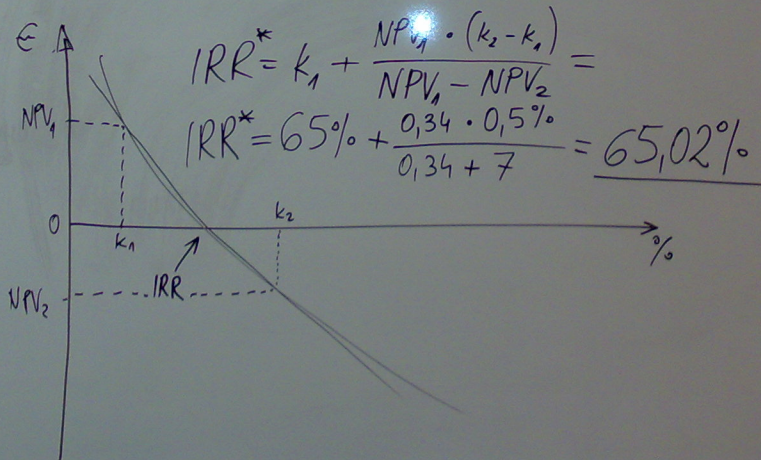 €
IRR* = k₁ + NPV₁ · (k₂ - k₁) / NPV₁ - NPV₂ =
NPV₁
IRR* = 65% + 0,34 · 0,5% / 0,34 + 7 = 65,02%
0
k₁
k₂
%
IRR
NPV₂